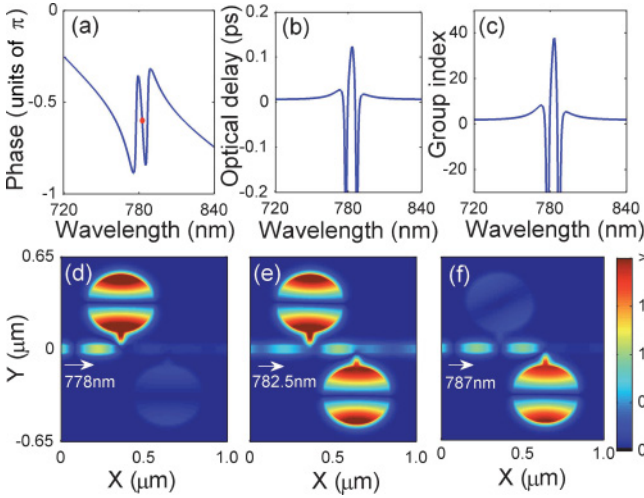 (a)
Phase (units of π)
0
-0.5
-1
720
780
840
Wavelength (nm)
(b)
Optical delay (ps)
0.2
0.1
0
-0.1
0.2
720
780
840
Wavelength (nm)
(c)
Group index
40
20
0
-20
720
780
840
Wavelength (nm)
(d)
778nm
Y (μm)
0.65
0
-0.65
0
0.5
1.0
X (μm)
(e)
782.5nm
0
0.5
1.0
X (μm)
(f)
787nm
0
0.5
1.0
X (μm)